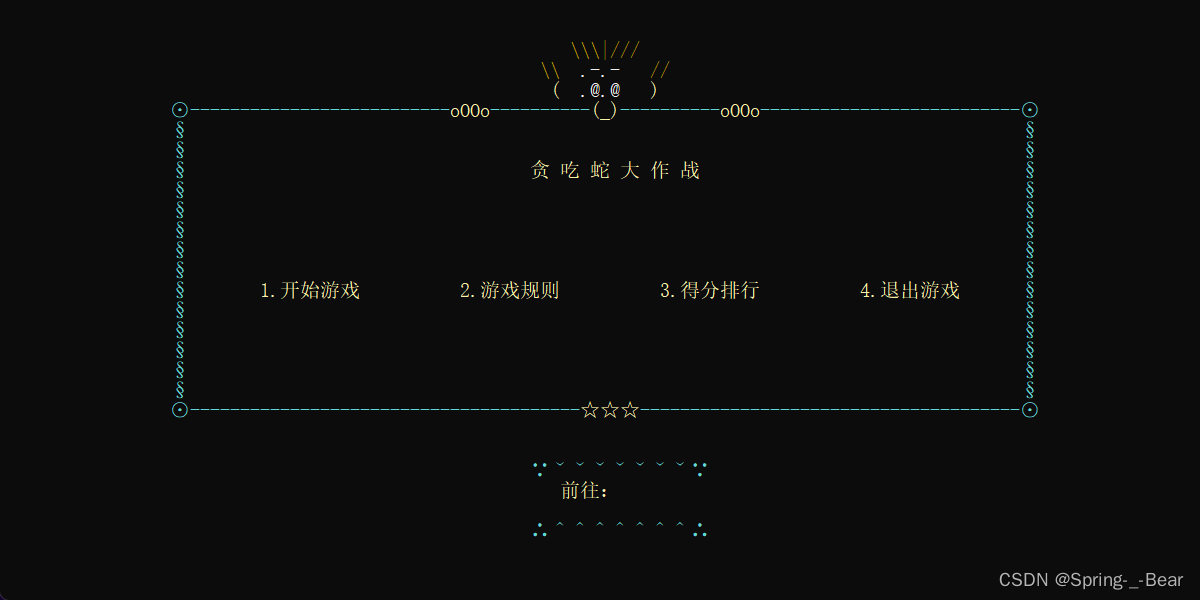 贪 吃 蛇 大 作 战
1.开始游戏 2.游戏规则 3.得分排行 4.退出游戏
前往:
CSDN @Spring-_-Bear